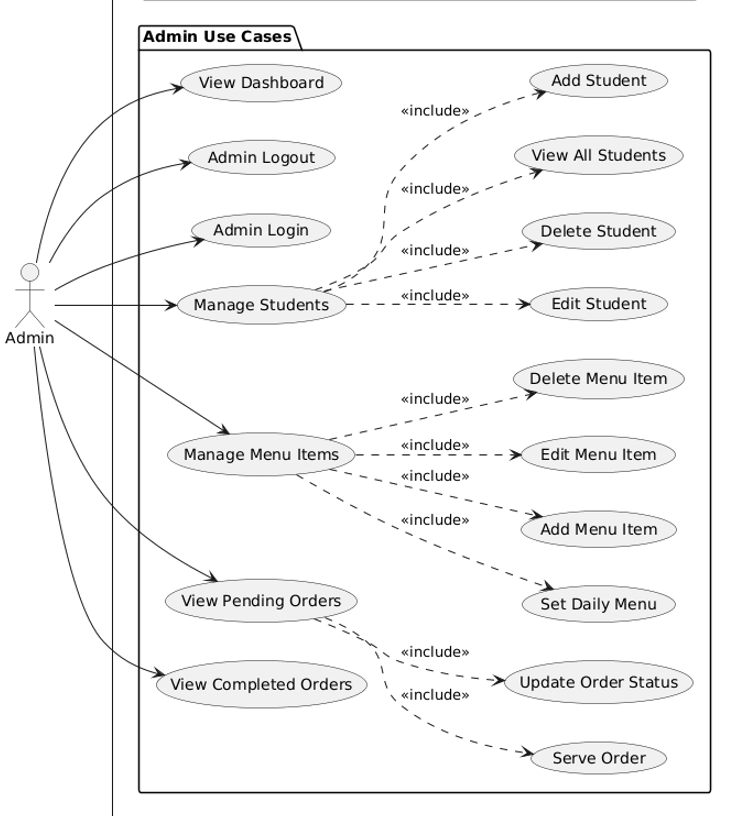 Admin Use Cases
View Dashboard
Add Student
«include»
Admin Logout
View All Students
«include»
Admin Login
Delete Student
«include»
Manage Students
«include»
Edit Student
Admin
Delete Menu Item
«include»
Manage Menu Items
«include»
Edit Menu Item
«include»
Add Menu Item
«include»
View Pending Orders
Set Daily Menu
«include»
View Completed Orders
Update Order Status
«include»
Serve Order